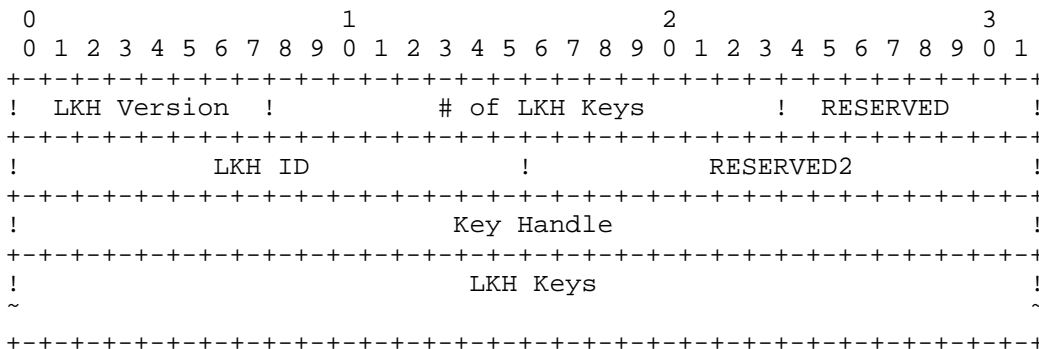 0                   1                   2                   3
 0 1 2 3 4 5 6 7 8 9 0 1 2 3 4 5 6 7 8 9 0 1 2 3 4 5 6 7 8 9 0 1
+-+-+-+-+-+-+-+-+-+-+-+-+-+-+-+-+-+-+-+-+-+-+-+-+-+-+-+-+-+-+-+-+
!  LKH Version  !          # of LKH Keys        !  RESERVED     !
+-+-+-+-+-+-+-+-+-+-+-+-+-+-+-+-+-+-+-+-+-+-+-+-+-+-+-+-+-+-+-+-+
!            LKH ID             !           RESERVED2           !
+-+-+-+-+-+-+-+-+-+-+-+-+-+-+-+-+-+-+-+-+-+-+-+-+-+-+-+-+-+-+-+-+
!                           Key Handle                          !
+-+-+-+-+-+-+-+-+-+-+-+-+-+-+-+-+-+-+-+-+-+-+-+-+-+-+-+-+-+-+-+-+
!                            LKH Keys                           !
~                                                               ~
+-+-+-+-+-+-+-+-+-+-+-+-+-+-+-+-+-+-+-+-+-+-+-+-+-+-+-+-+-+-+-+-+